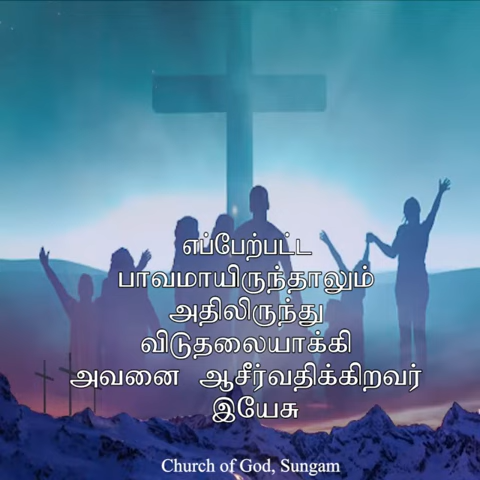 எப்பேற்பட்ட
பாவமாயிருந்தாலும்
அதிலிருந்து
விடுதலையாக்கி
அவனை ஆசீர்வதிக்கிறவர்
இயேசு
Church of God, Sungam